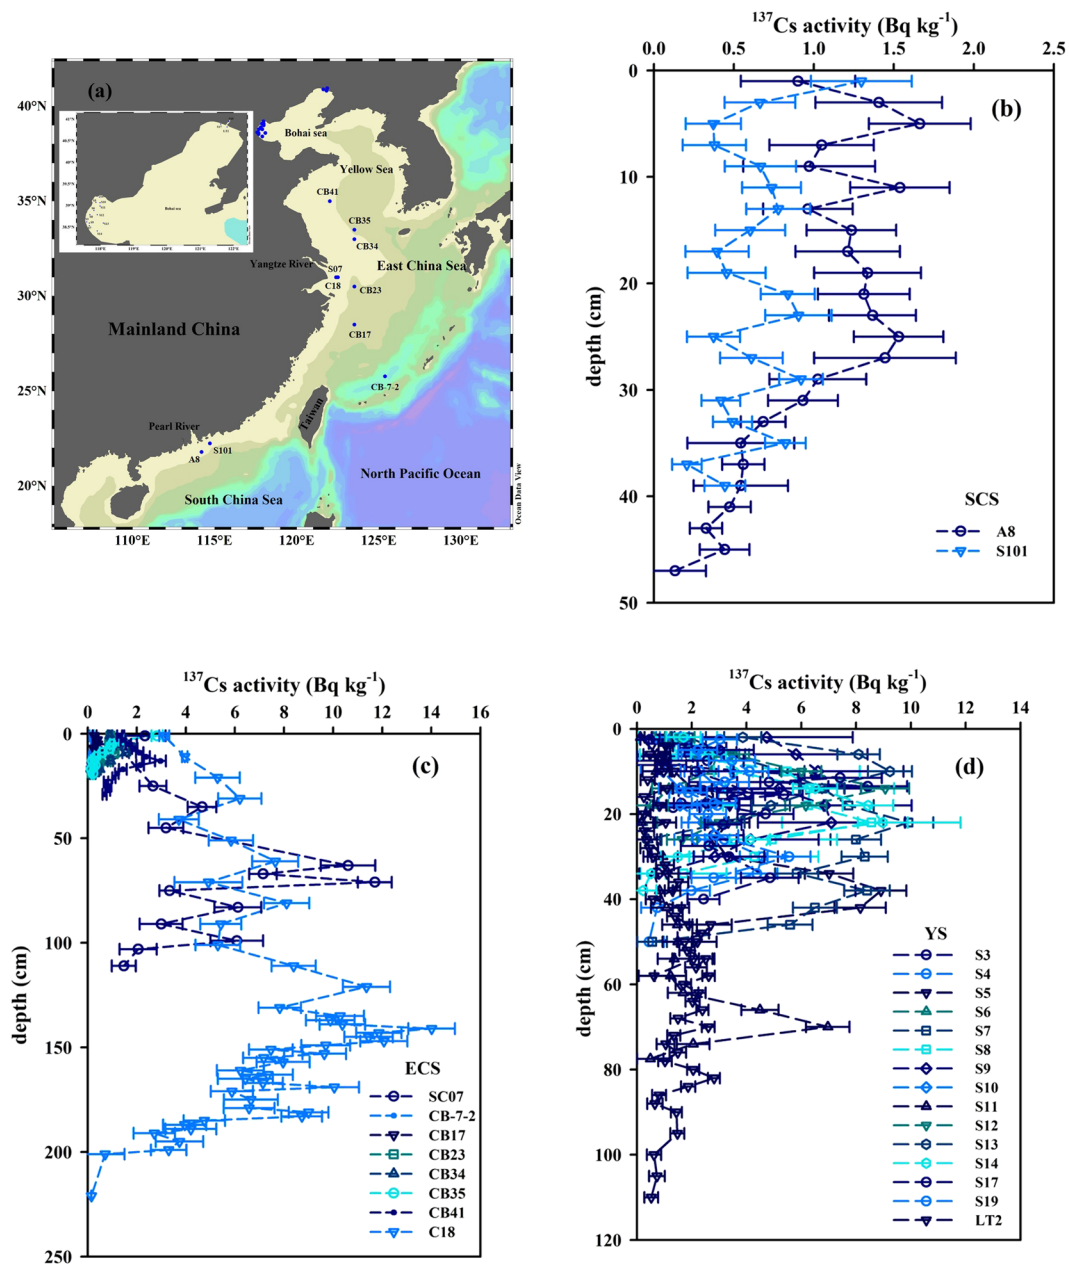 (a)
40°N
35°N
30°N
25°N
20°N
110°E
115°E
120°E
125°E
130°E
Bohai sea
Yellow Sea
CB41
CB35
CB34
Yangtze River
S07
C18
East China Sea
CB23
Mainland China
CB17
CB-7-2
Taiwan
Pearl River
S101
A8
North Pacific Ocean
South China Sea
Ocean Data View
Bohai sea
137Cs activity (Bq kg-1)
0.0 0.5 1.0 1.5 2.0 2.5
(b)
depth (cm)
0
10
20
30
40
50
SCS
A8
S101
137Cs activity (Bq kg-1)
0 2 4 6 8 10 12 14 16
(c)
depth (cm)
0
50
100
150
200
250
ECS
SC07
CB-7-2
CB17
CB23
CB34
CB35
CB41
C18
137Cs activity (Bq kg-1)
0 2 4 6 8 10 12 14
(d)
depth (cm)
0
20
40
60
80
100
120
YS
S3
S4
S5
S6
S7
S8
S9
S10
S11
S12
S13
S14
S17
S19
LT2